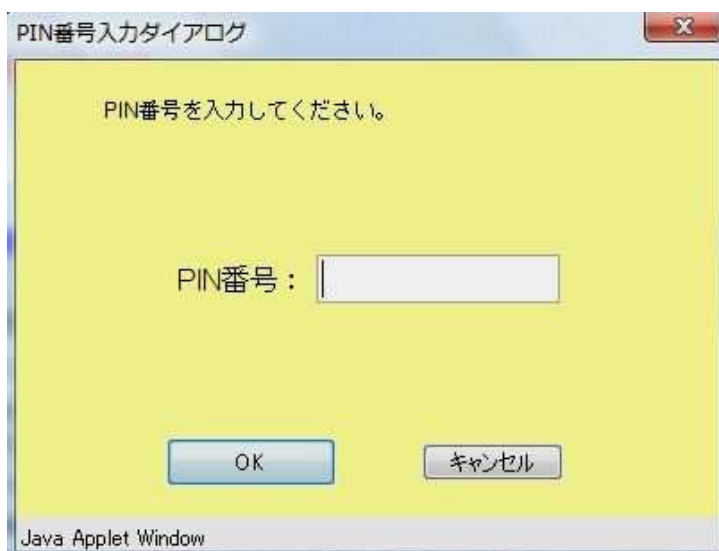 PIN番号入力ダイアログ
PIN番号を入力してください。
PIN番号：
OK
キャンセル
Java Applet Window